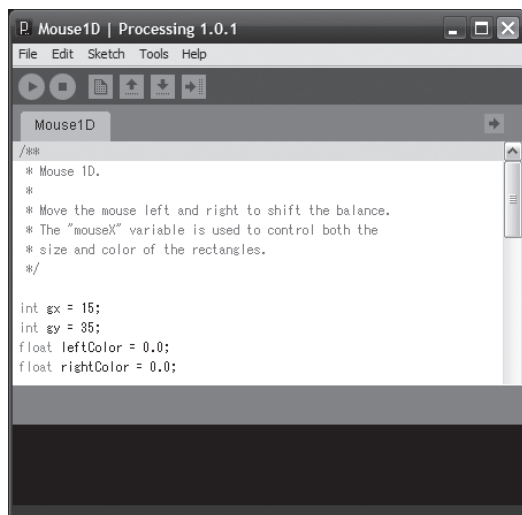 Mouse1D | Processing 1.0.1
File Edit Sketch Tools Help
Mouse1D
/**
* Mouse 1D.
*
* Move the mouse left and right to shift the balance.
* The "mouseX" variable is used to control both the
* size and color of the rectangles.
*/
int gx = 15;
int gy = 35;
float leftColor = 0.0;
float rightColor = 0.0;